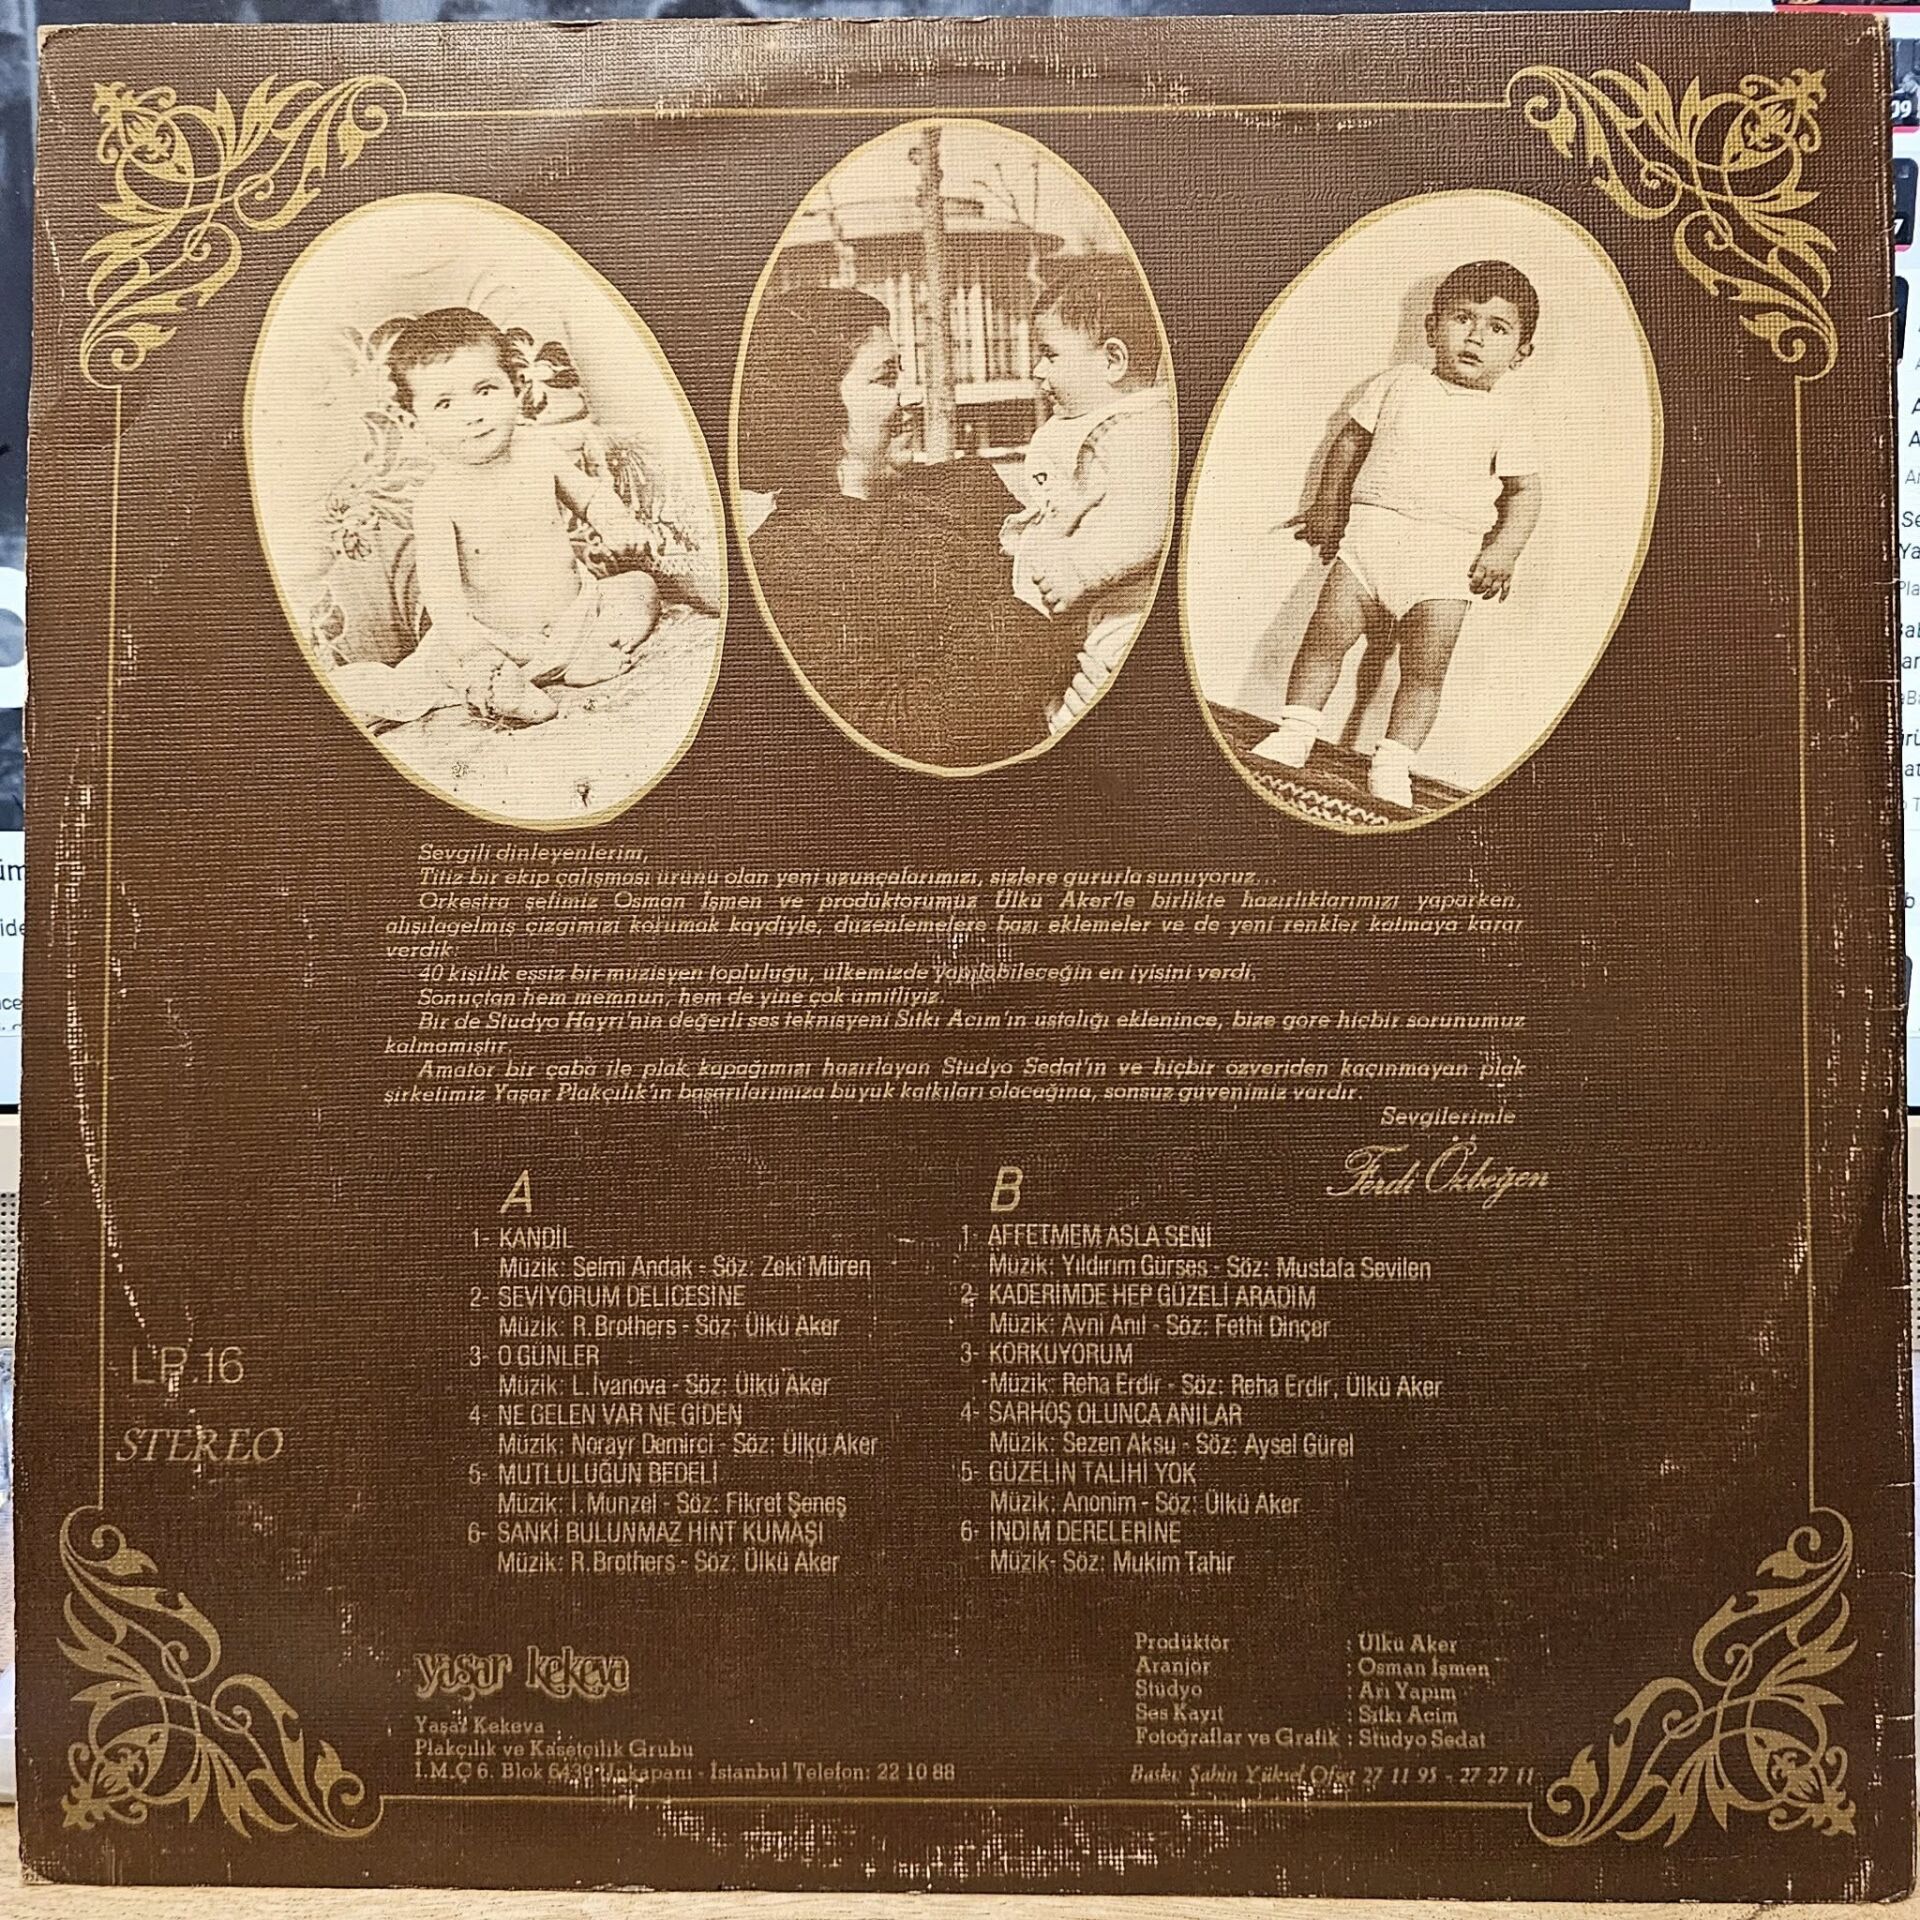 Sevgili dinleyenlerim,
Titiz bir ekip çalışması ürünü olan yeni uzunçalarımızı, sizlere gururla sunuyoruz...
Orkestra şefimiz Osman İşmen ve prodüktörümüz Ülkü Aker'le birlikte hazırlıklarımızı yaparken,
alışılagelmiş çizgimizi korumak kaydiyle, düzenlemelere bazı eklemeler ve de yeni renkler katmaya karar
verdik.
40 kişilik essiz bir müzisyen topluluğu, ülkemizde yapılabileceğin en iyisini verdi.
Sonuçtan hem memnun, hem de yine çok ümitliyiz.
Bir de Stüdyo Hayri'nin değerli ses teknisyeni Sıtkı Acim'ın ustalığı eklenince, bize göre hiçbir sorunumuz
kalmamıştır.
Amatör bir çaba ile plak kapağımızı hazırlayan Stüdyo Sedat'ın ve hiçbir özveriden kaçınmayan plak
şirketimiz Yaşar Plakçılık'ın başarılarımıza büyük katkıları olacağına, sonsuz güvenimiz vardır.
Sevgilerimle
Ferdi Özbeğen
A
1- KANDİL
Müzik: Selmi Andak - Söz: Zeki Müren
2- SEVİYORUM DELİCESİNE
Müzik: R. Brothers - Söz: Ülkü Aker
3- O GÜNLER
Müzik: L. İvanova - Söz: Ülkü Aker
4- NE GELEN VAR NE GİDEN
Müzik: Norayr Demirci - Söz: Ülkü Aker
5- MUTLULUĞUN BEDELİ
Müzik: I. Munzel - Söz: Fikret Şeneş
6- SANKİ BULUNMAZ HİNT KUMAŞI
Müzik: R. Brothers - Söz: Ülkü Aker
B
1- AFFETMEM ASLA SENİ
Müzik: Yıldırım Gürses - Söz: Mustafa Sevilen
2- KADERİMDE HEP GÜZELİ ARADIM
Müzik: Avni Anıl - Söz: Fethi Dinçer
3- KORKUYORUM
Müzik: Reha Erdir - Söz: Reha Erdir, Ülkü Aker
4- SARHOŞ OLUNCA ANILAR
Müzik: Sezen Aksu - Söz: Aysel Gürel
5- GÜZELİN TALİHİ YOK
Müzik: Anonim - Söz: Ülkü Aker
6- İNDİM DERELERİNE
Müzik- Söz: Mukim Tahir
LP.16
STEREO
yaşar kekeva
Yaşar Kekeva
Plakçılık ve Kasetçilik Grubu
İ.M.Ç 6. Blok 6439 Unkapanı - İstanbul Telefon: 22 10 88
Prodüktör : Ülkü Aker
Aranjör : Osman İşmen
Stüdyo : Arı Yapım
Ses Kayıt : Sıtkı Acim
Fotoğraflar ve Grafik : Stüdyo Sedat
Baskı: Şahin Yüksel Ofset 27 11 95 - 27 27 11